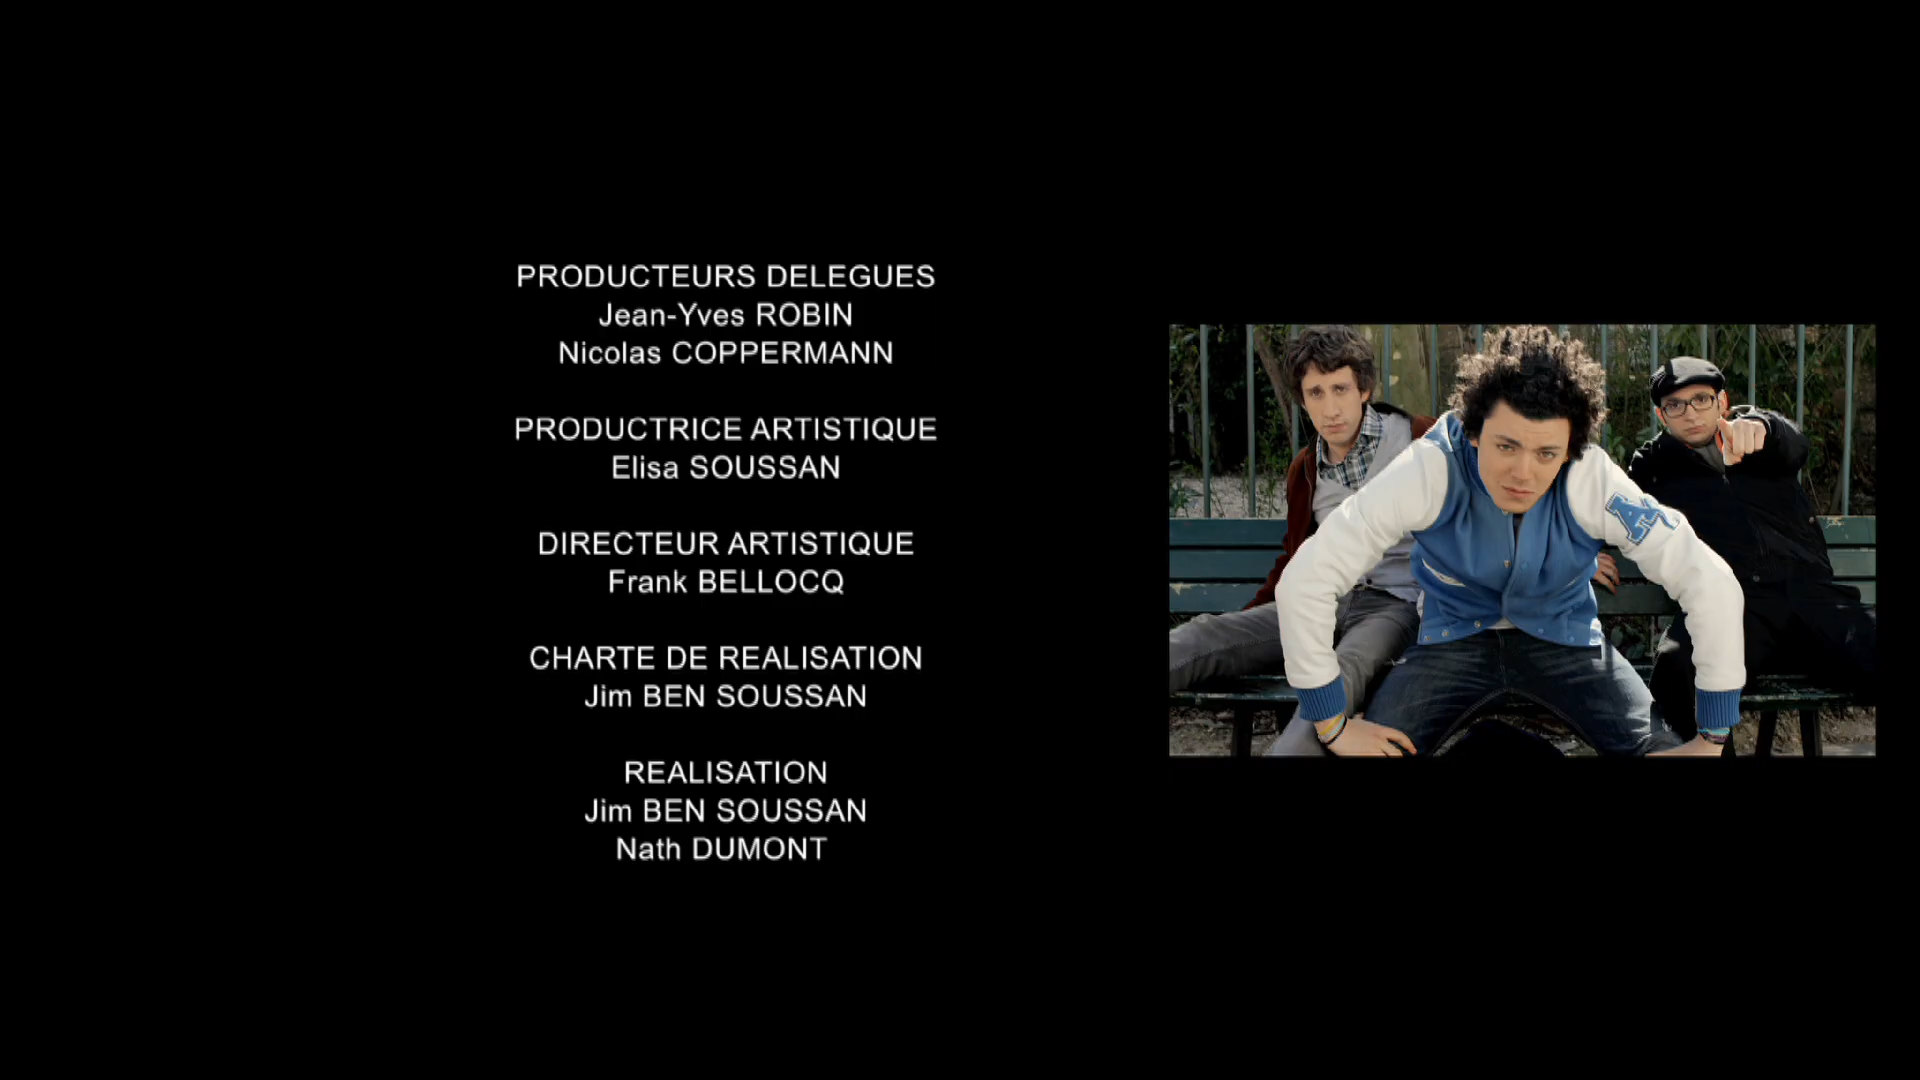 PRODUCTEURS DELEGUES
Jean-Yves ROBIN
Nicolas COPPERMANN
PRODUCTRICE ARTISTIQUE
Elisa SOUSSAN
DIRECTEUR ARTISTIQUE
Frank BELLOCQ
CHARTE DE REALISATION
Jim BEN SOUSSAN
REALISATION
Jim BEN SOUSSAN
Nath DUMONT
A